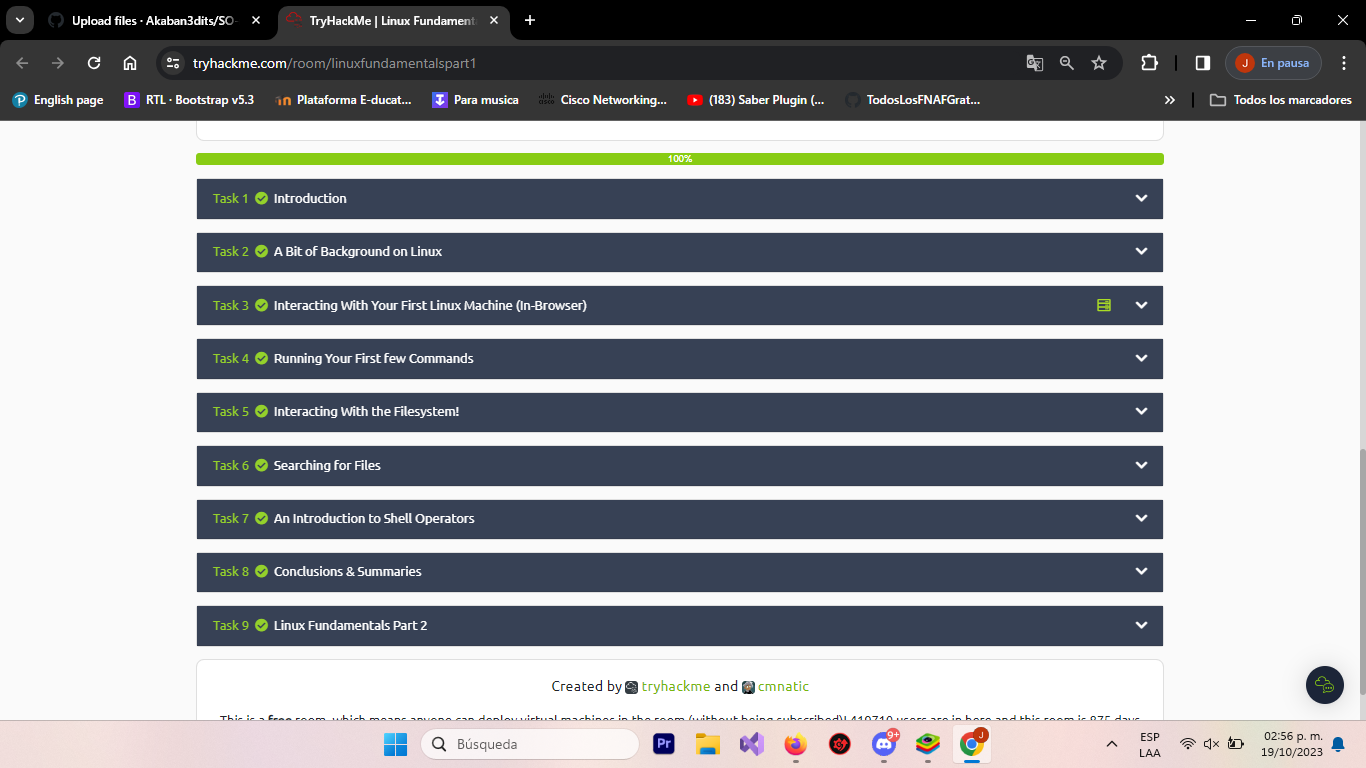 Upload files · Akaban3dits/SO-
TryHackMe | Linux Fundament
tryhackme.com/room/linuxfundamentalspart1
J En pausa
English page
B RTL · Bootstrap v5.3
Plataforma E-ducat...
Para musica
Cisco Networking...
(183) Saber Plugin (...
TodosLosFNAFGrat...
Todos los marcadores
100%
Task 1 Introduction
Task 2 A Bit of Background on Linux
Task 3 Interacting With Your First Linux Machine (In-Browser)
Task 4 Running Your First few Commands
Task 5 Interacting With the Filesystem!
Task 6 Searching for Files
Task 7 An Introduction to Shell Operators
Task 8 Conclusions & Summaries
Task 9 Linux Fundamentals Part 2
Created by tryhackme and cmnatic
This is a free room, which means anyone can deploy virtual machines in the room (without being subscribed)! 419710 users are in here and this room is 875 days
Búsqueda
Pr
9+
J
ESP
LAA
02:56 p. m.
19/10/2023